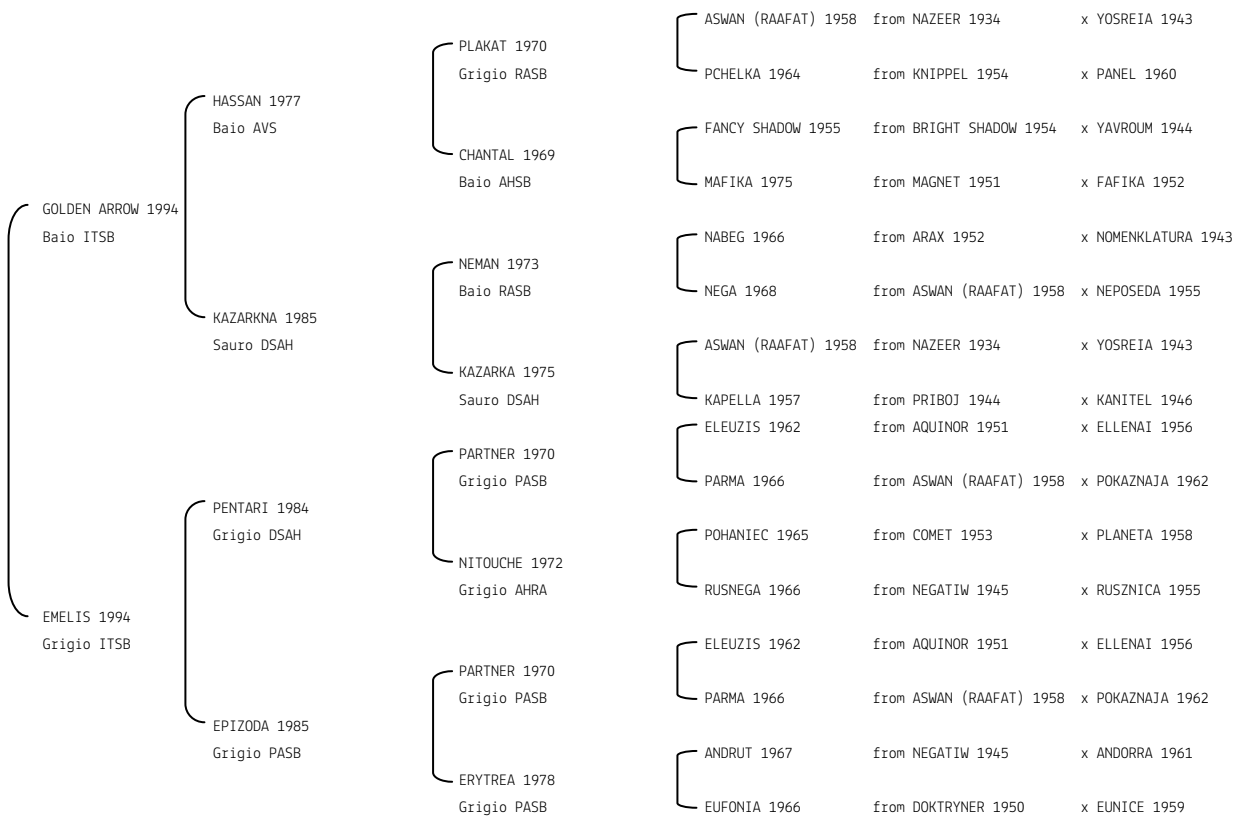 ASWAN (RAAFAT) 1958 from NAZEER 1934 x YOSREIA 1943
PLAKAT 1970
Grigio RASB
PCHELKA 1964 from KNIPPEL 1954 x PANEL 1960
HASSAN 1977
Baio AVS
FANCY SHADOW 1955 from BRIGHT SHADOW 1954 x YAVROUM 1944
CHANTAL 1969
Baio AHSB
MAFIKA 1975 from MAGNET 1951 x FAFIKA 1952
GOLDEN ARROW 1994
Baio ITSB
NABEG 1966 from ARAX 1952 x NOMENKLATURA 1943
NEMAN 1973
Baio RASB
NEGA 1968 from ASWAN (RAAFAT) 1958 x NEPOSEDA 1955
KAZARKNA 1985
Sauro DSAH
ASWAN (RAAFAT) 1958 from NAZEER 1934 x YOSREIA 1943
KAZARKA 1975
Sauro DSAH
KAPELLA 1957 from PRIBOJ 1944 x KANITEL 1946
ELEUZIS 1962 from AQUINOR 1951 x ELLENAI 1956
PARTNER 1970
Grigio PASB
PARMA 1966 from ASWAN (RAAFAT) 1958 x POKAZNAJA 1962
PENTARI 1984
Grigio DSAH
POHANIEC 1965 from COMET 1953 x PLANETA 1958
NITOUCHE 1972
Grigio AHRA
RUSNEGA 1966 from NEGATIW 1945 x RUSZNICA 1955
EMELIS 1994
Grigio ITSB
ELEUZIS 1962 from AQUINOR 1951 x ELLENAI 1956
PARTNER 1970
Grigio PASB
PARMA 1966 from ASWAN (RAAFAT) 1958 x POKAZNAJA 1962
EPIZODA 1985
Grigio PASB
ANDRUT 1967 from NEGATIW 1945 x ANDORRA 1961
ERYTREA 1978
Grigio PASB
EUFONIA 1966 from DOKTRYNER 1950 x EUNICE 1959